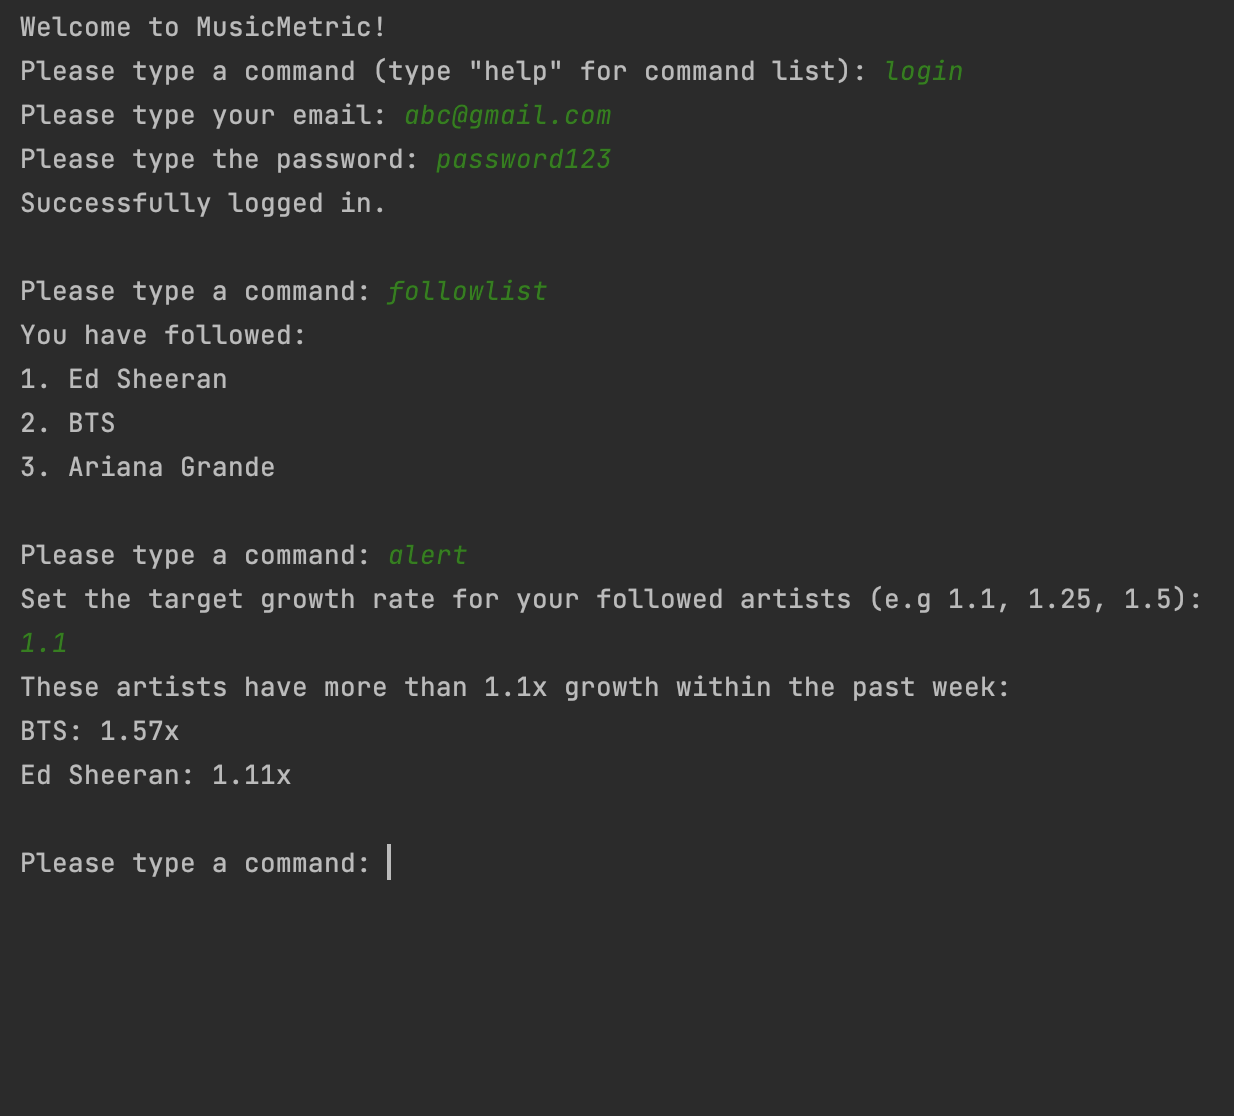 Welcome to MusicMetric!
Please type a command (type "help" for command list): login
Please type your email: abc@gmail.com
Please type the password: password123
Successfully logged in.
Please type a command: followlist
You have followed:
1. Ed Sheeran
2. BTS
3. Ariana Grande
Please type a command: alert
Set the target growth rate for your followed artists (e.g 1.1, 1.25, 1.5):
1.1
These artists have more than 1.1x growth within the past week:
BTS: 1.57x
Ed Sheeran: 1.11x
Please type a command: